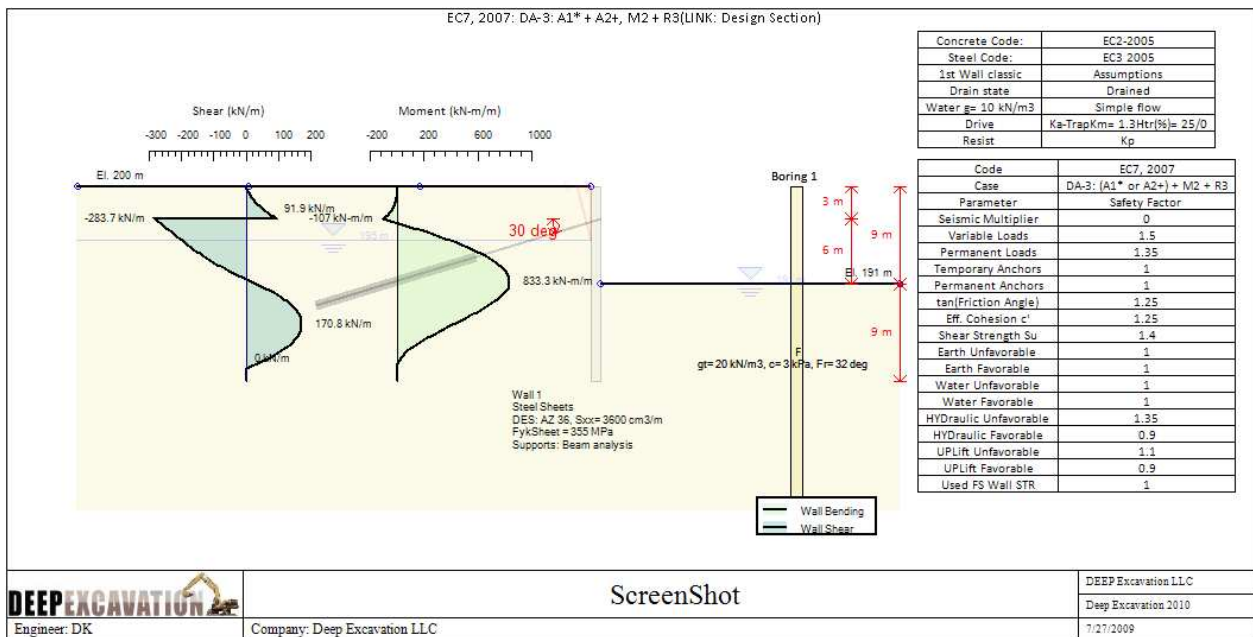 EC7, 2007: DA-3: A1* + A2+, M2 + R3(LINK: Design Section)
Concrete Code: EC2-2005
Steel Code: EC3 2005
1st Wall classic Assumptions
Drain state Drained
Water g= 10 kN/m3 Simple flow
Drive Ka-TrapKm= 1.3Htr(%)= 25/0
Resist Kp
Shear (kN/m)
-300 -200 -100 0 100 200
Moment (kN-m/m)
-200 200 600 1000
El. 200 m
-283.7 kN/m
91.9 kN/m
-107 kN-m/m
195 m
30 deg
833.3 kN-m/m
170.8 kN/m
0 kN/m
Boring 1
3 m
6 m
9 m
El. 191 m
9 m
F
gt= 20 kN/m3, c= 3 kPa, Fr= 32 deg
Wall 1
Steel Sheets
DES: AZ 36, Sxx= 3600 cm3/m
FykSheet = 355 MPa
Supports: Beam analysis
Wall Bending
Wall Shear
Code EC7, 2007
Case DA-3: (A1* or A2+) + M2 + R3
Parameter Safety Factor
Seismic Multiplier 0
Variable Loads 1.5
Permanent Loads 1.35
Temporary Anchors 1
Permanent Anchors 1
tan(Friction Angle) 1.25
Eff. Cohesion c' 1.25
Shear Strength Su 1.4
Earth Unfavorable 1
Earth Favorable 1
Water Unfavorable 1
Water Favorable 1
HYDraulic Unfavorable 1.35
HYDraulic Favorable 0.9
UPLift Unfavorable 1.1
UPLift Favorable 0.9
Used FS Wall STR 1
DEEP EXCAVATION
ScreenShot
DEEP Excavation LLC
Deep Excavation 2010
Engineer: DK
Company: Deep Excavation LLC
7/27/2009